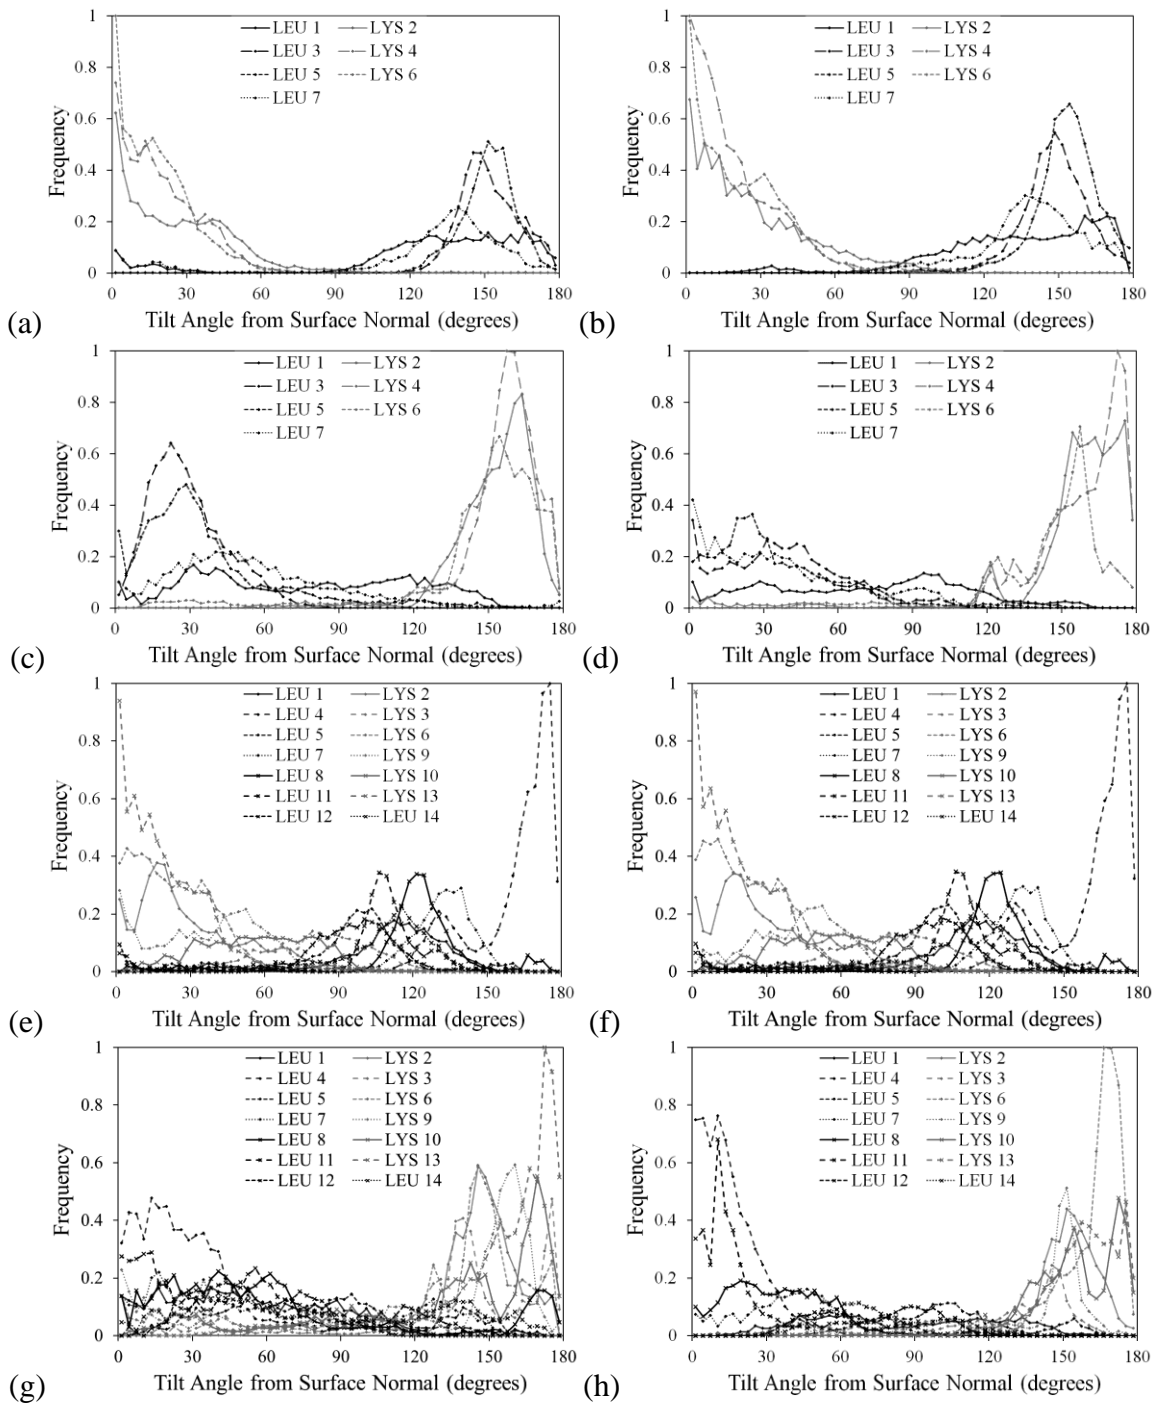 1
0.8
0.6
0.4
0.2
0
Frequency
LEU 1 LYS 2
LEU 3 LYS 4
LEU 5 LYS 6
LEU 7
0 30 60 90 120 150 180
(a) Tilt Angle from Surface Normal (degrees)
1
0.8
0.6
0.4
0.2
0
Frequency
LEU 1 LYS 2
LEU 3 LYS 4
LEU 5 LYS 6
LEU 7
0 30 60 90 120 150 180
(b) Tilt Angle from Surface Normal (degrees)
1
0.8
0.6
0.4
0.2
0
Frequency
LEU 1 LYS 2
LEU 3 LYS 4
LEU 5 LYS 6
LEU 7
0 30 60 90 120 150 180
(c) Tilt Angle from Surface Normal (degrees)
1
0.8
0.6
0.4
0.2
0
Frequency
LEU 1 LYS 2
LEU 3 LYS 4
LEU 5 LYS 6
LEU 7
0 30 60 90 120 150 180
(d) Tilt Angle from Surface Normal (degrees)
1
0.8
0.6
0.4
0.2
0
Frequency
LEU 1 LYS 2
LEU 4 LYS 3
LEU 5 LYS 6
LEU 7 LYS 9
LEU 8 LYS 10
LEU 11 LYS 13
LEU 12 LEU 14
0 30 60 90 120 150 180
(e) Tilt Angle from Surface Normal (degrees)
1
0.8
0.6
0.4
0.2
0
Frequency
LEU 1 LYS 2
LEU 4 LYS 3
LEU 5 LYS 6
LEU 7 LYS 9
LEU 8 LYS 10
LEU 11 LYS 13
LEU 12 LEU 14
0 30 60 90 120 150 180
(f) Tilt Angle from Surface Normal (degrees)
1
0.8
0.6
0.4
0.2
0
Frequency
LEU 1 LYS 2
LEU 4 LYS 3
LEU 5 LYS 6
LEU 7 LYS 9
LEU 8 LYS 10
LEU 11 LYS 13
LEU 12 LEU 14
0 30 60 90 120 150 180
(g) Tilt Angle from Surface Normal (degrees)
1
0.8
0.6
0.4
0.2
0
Frequency
LEU 1 LYS 2
LEU 4 LYS 3
LEU 5 LYS 6
LEU 7 LYS 9
LEU 8 LYS 10
LEU 11 LYS 13
LEU 12 LEU 14
0 30 60 90 120 150 180
(h) Tilt Angle from Surface Normal (degrees)